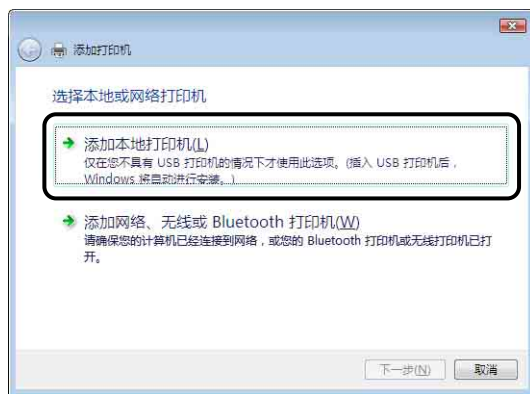 添加打印机
选择本地或网络打印机
添加本地打印机(L)
仅在您不具有 USB 打印机的情况下才使用此选项。(插入 USB 打印机后，
Windows 将自动进行安装。)
添加网络、无线或 Bluetooth 打印机(W)
请确保您的计算机已经连接到网络，或您的 Bluetooth 打印机或无线打印机已打
开。
下一步(N) 取消